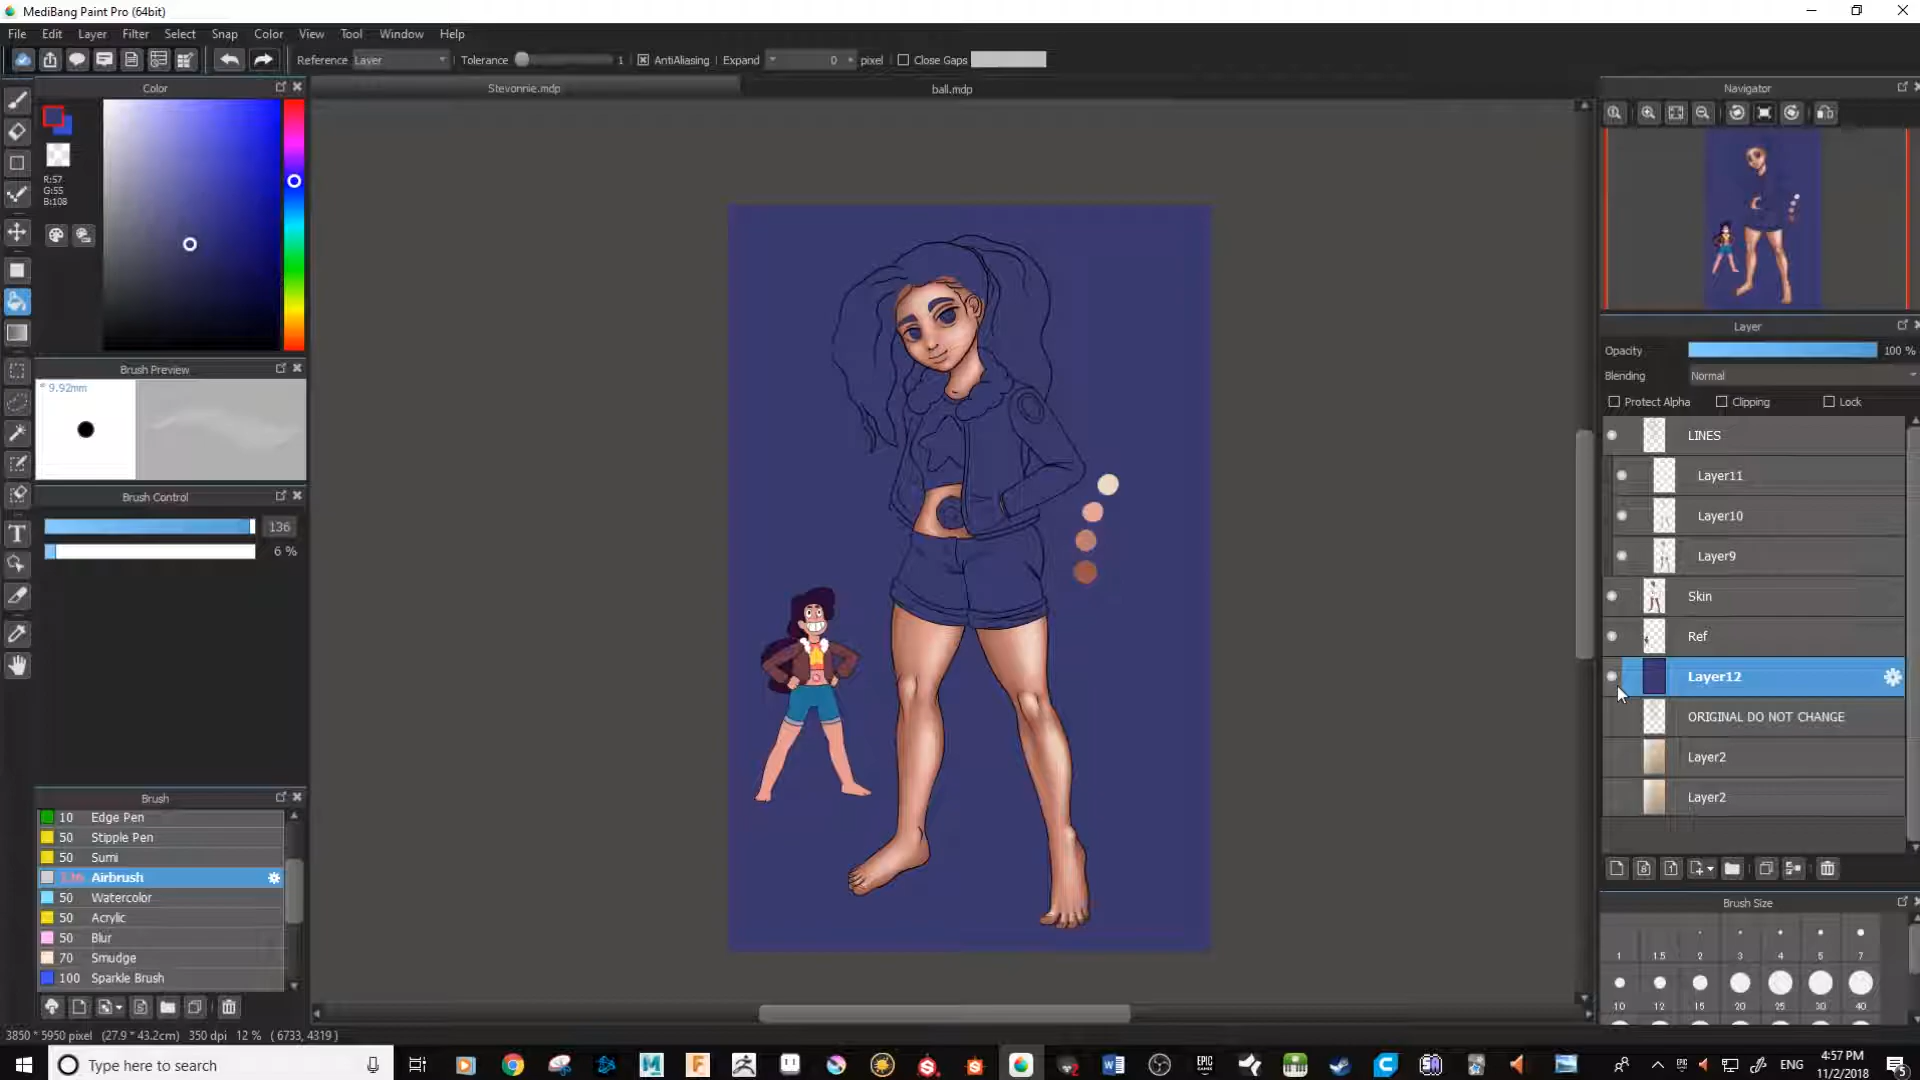 MediBang Paint Pro (64bit)
File Edit Layer Filter Select Snap Color View Tool Window Help
Reference Layer Tolerance 1 AntiAliasing Expand 0 pixel Close Gaps
Color
Stevonnie.mdp
ball.mdp
Navigator
R:57
G:55
B:108
Brush Preview
9.92mm
Brush Control
136
6 %
Layer
Opacity 100 %
Blending Normal
Protect Alpha Clipping Lock
LINES
Layer11
Layer10
Layer9
Skin
Ref
Layer12
ORIGINAL DO NOT CHANGE
Layer2
Layer2
Brush
10 Edge Pen
50 Stipple Pen
50 Sumi
136 Airbrush
50 Watercolor
50 Acrylic
50 Blur
70 Smudge
100 Sparkle Brush
Brush Size
1 1.5 2 3 4 5 7
10 12 15 20 25 30 40
3850 * 5950 pixel (27.9 * 43.2cm) 350 dpi 12 % ( 6733, 4319 )
Type here to search
ENG
4:57 PM
11/2/2018